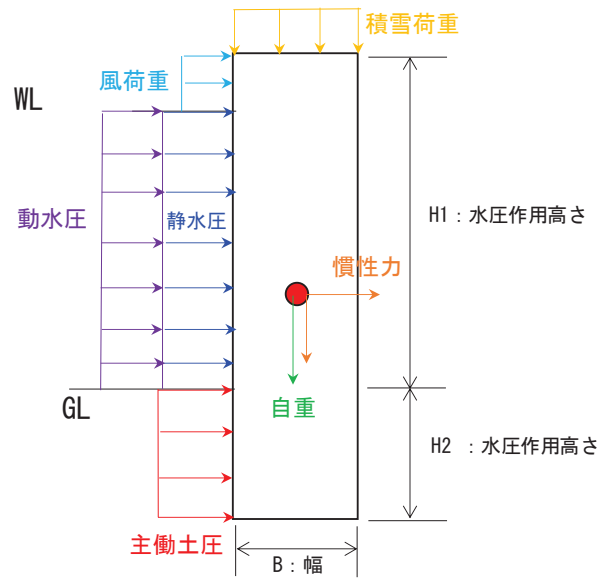 積雪荷重
風荷重
WL
動水圧
静水圧
H1：水圧作用高さ
慣性力
自重
GL
H2 ：水圧作用高さ
主働土圧
B：幅